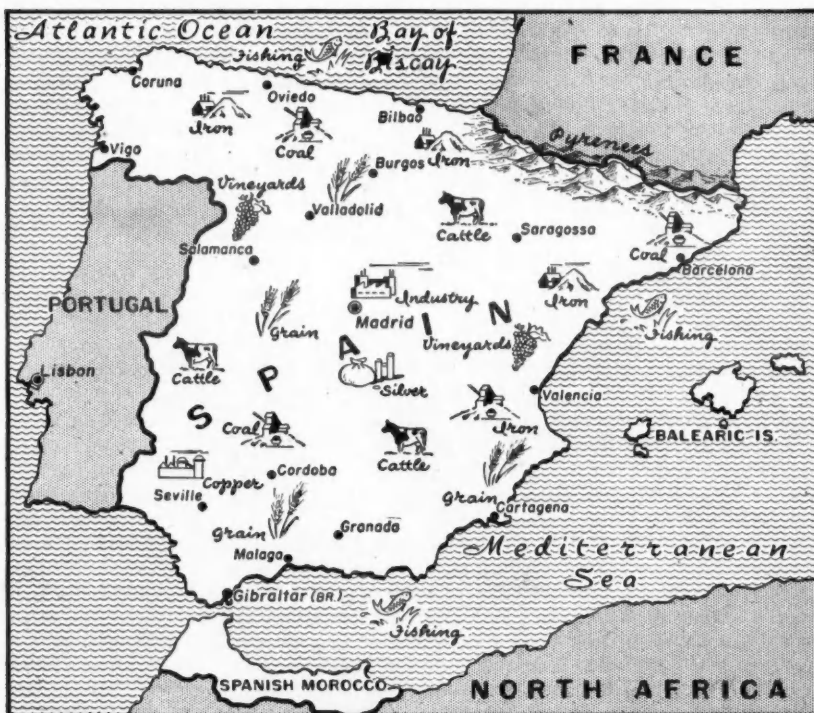 Atlantic Ocean
Bay of
Biscay
Fishing
FRANCE
Coruna
Oviedo
Bilbao
Iron
Coal
Iron
Pyrenees
Vigo
Burgos
Vineyards
Valladolid
Cattle
Saragossa
Salamanca
Coal
Barcelona
PORTUGAL
Industry
Iron
Madrid
Grain
Vineyards
Fishing
SPAIN
Lisbon
Cattle
Silver
Valencia
Coal
Iron
BALEARIC IS.
Cattle
Copper
Cordoba
Seville
Grain
Cartagena
Grain
Granada
Malaga
Mediterranean
Sea
Gibraltar (BR.)
Fishing
SPANISH MOROCCO
NORTH AFRICA